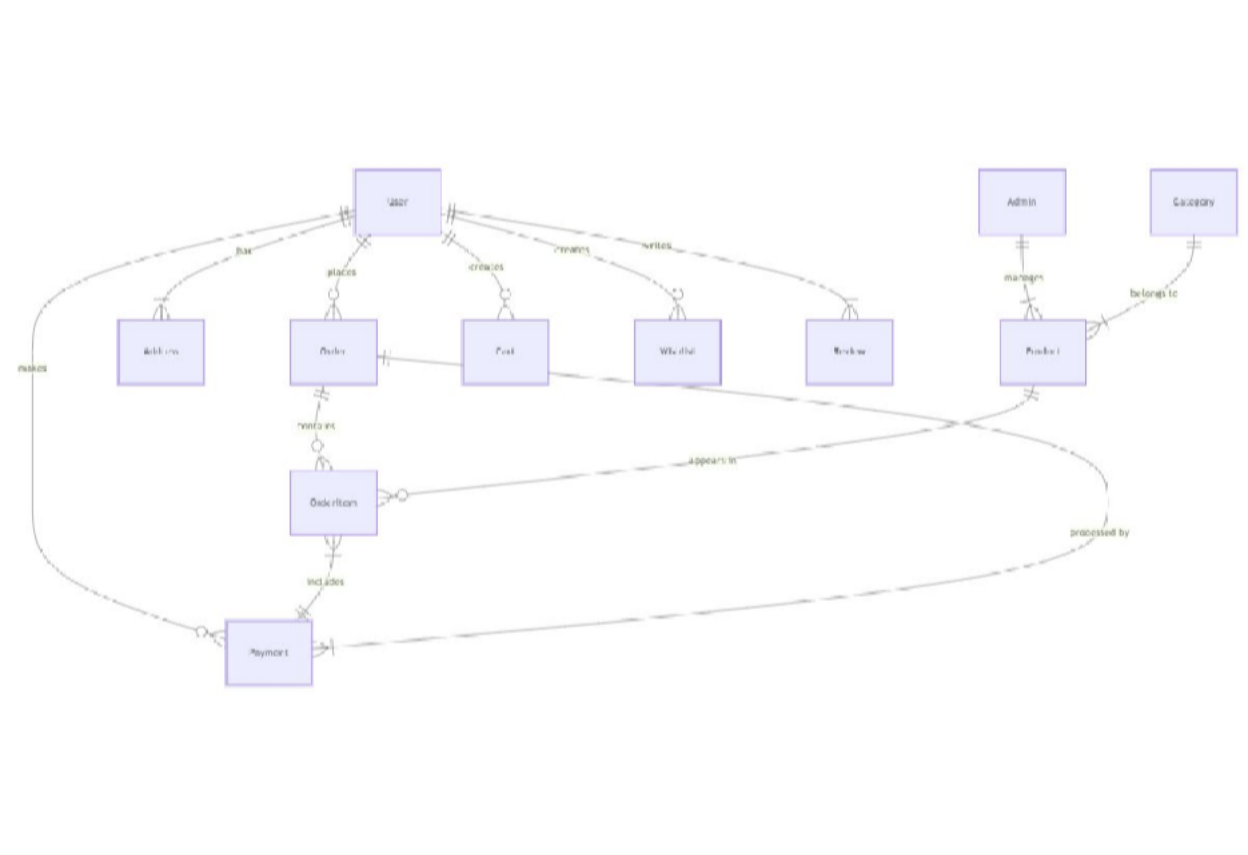 User
Admin
Category
has
places
creates
creates
writes
manages
belongs to
makes
Address
Order
Cart
Wishlist
Review
Product
contains
appears in
OrderItem
processed by
includes
Payment